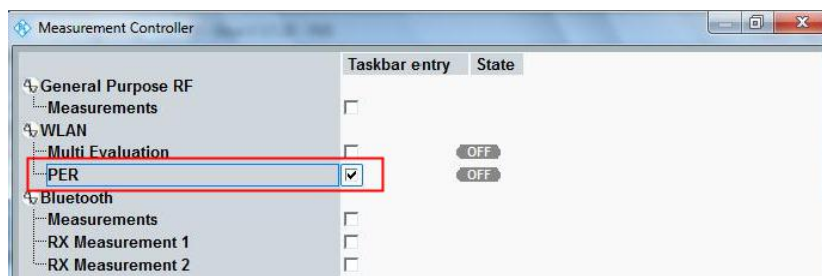 Measurement Controller
Taskbar entry State
General Purpose RF
Measurements
WLAN
Multi Evaluation OFF
PER OFF
Bluetooth
Measurements
RX Measurement 1
RX Measurement 2